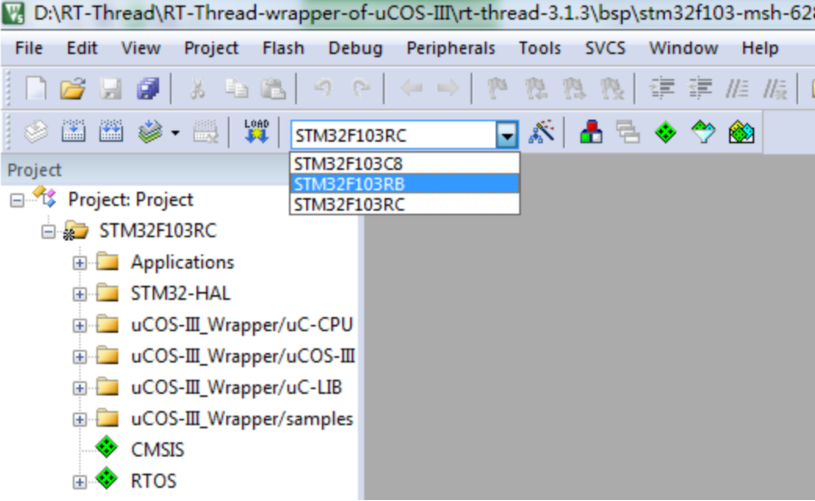 D:\RT-Thread\RT-Thread-wrapper-of-uCOS-III\rt-thread-3.1.3\bsp\stm32f103-msh-628
File Edit View Project Flash Debug Peripherals Tools SVCS Window Help
LOAD
STM32F103RC
STM32F103C8
STM32F103RB
STM32F103RC
Project
Project: Project
STM32F103RC
Applications
STM32-HAL
uCOS-III_Wrapper/uC-CPU
uCOS-III_Wrapper/uCOS-III
uCOS-III_Wrapper/uC-LIB
uCOS-III_Wrapper/samples
CMSIS
RTOS